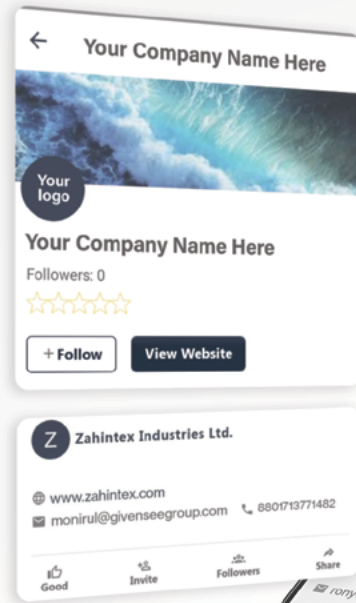 Your Company Name Here
Your
logo
Your Company Name Here
Followers: 0
+ Follow View Website
Z Zahintex Industries Ltd.
www.zahintex.com
monirul@givenseegroup.com 8801713771482
Good Invite Followers Share